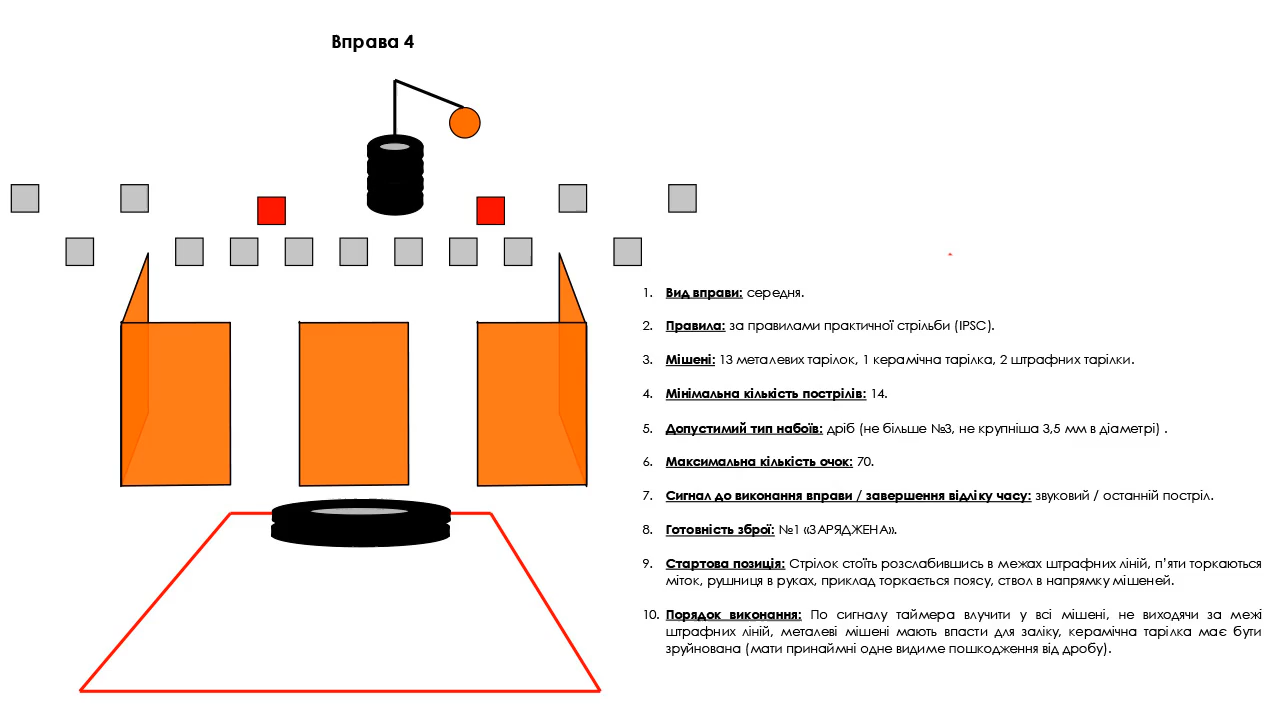 Вправа 4
1. Вид вправи: середня.
2. Правила: за правилами практичної стрільби (IPSC).
3. Мішені: 13 металевих тарілок, 1 керамічна тарілка, 2 штрафних тарілки.
4. Мінімальна кількість пострілів: 14.
5. Допустимий тип набоїв: дріб (не більше №3, не крупніша 3,5 мм в діаметрі) .
6. Максимальна кількість очок: 70.
7. Сигнал до виконання вправи / завершення відліку часу: звуковий / останній постріл.
8. Готовність зброї: №1 «ЗАРЯДЖЕНА».
9. Стартова позиція: Стрілок стоїть розслабившись в межах штрафних ліній, п’яти торкаються
міток, рушниця в руках, приклад торкається поясу, ствол в напрямку мішеней.
10. Порядок виконання: По сигналу таймера влучити у всі мішені, не виходячи за межі
штрафних ліній, металеві мішені мають впасти для заліку, керамічна тарілка має бути
зруйнована (мати принаймні одне видиме пошкодження від дробу).